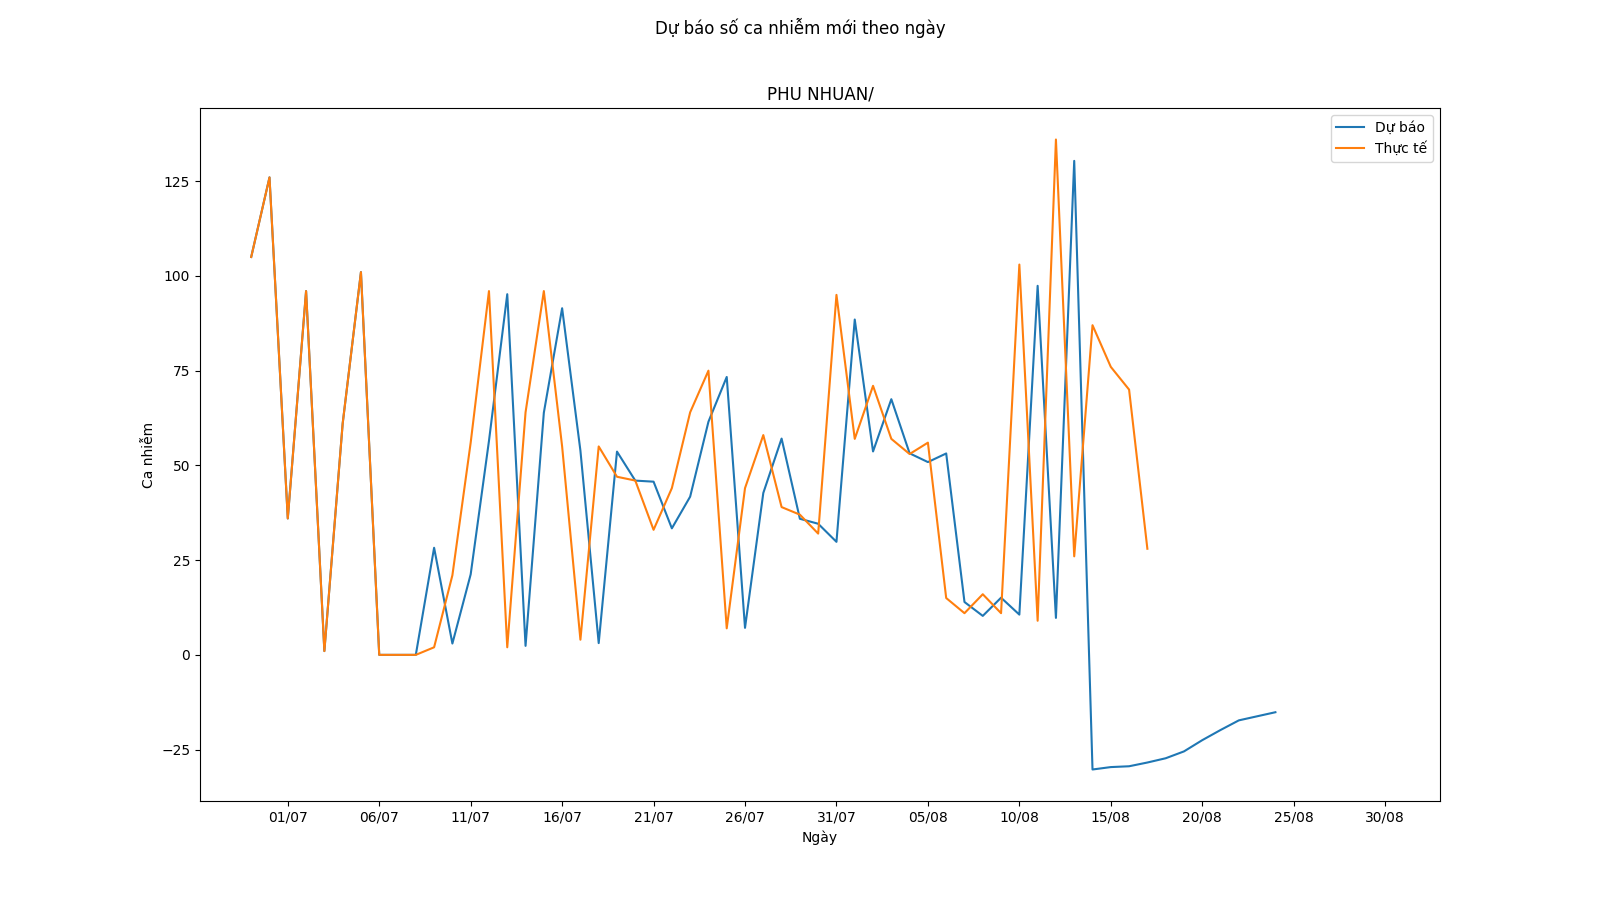 Dự báo số ca nhiễm mới theo ngày
PHU NHUAN/
Dự báo
Thực tế
Ca nhiễm
125
100
75
50
25
0
−25
01/07 06/07 11/07 16/07 21/07 26/07 31/07 05/08 10/08 15/08 20/08 25/08 30/08
Ngày